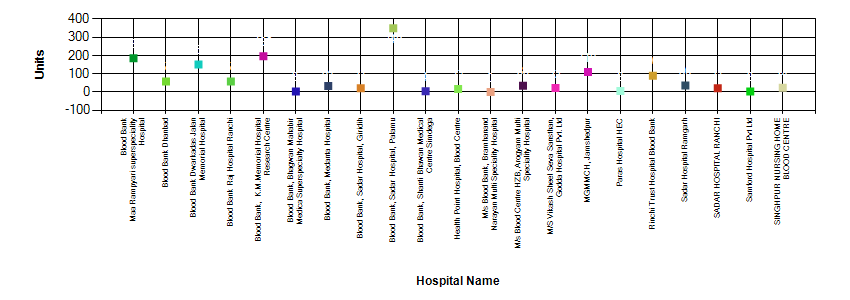 400
300
200
100
0
-100
Units
Blood Bank
Maa Rampyari superspeciality
Hospital
Blood Bank Dhanbad
Blood Bank Dwarkadas Jalan
Memorial Hospital
Blood Bank Raj Hospital Ranchi
Blood Bank, K.M.Memorial Hospital
Research Centre
Blood Bank, Bhagwan Mahabir
Medica Superspecialty Hospital
Blood Bank, Medanta Hospital
Blood Bank, Sadar Hospital, Giridih
Blood Bank, Sadar Hospital, Palamu
Blood Bank, Shanti Bhawan Medical
Centre Simdega
Health Point Hospital, Blood Centre
M/s Blood Bank, Bramhanand
Narayan Multi Speciality Hospital
M/s Blood Centre HZB, Arogyam Multi
Speciality Hospital
M/S Vikash Sheel Sewa Sansthan,
Godda Hospital Pvt. Ltd
MGMMCH, Jamshedpur
Paras Hospital HEC
Rinchi Trust Hospital Blood Bank
Sadar Hospital Ramgarh
SADAR HOSPITAL RANCHI
Samford Hospital Pvt Ltd
SINGHPUR NURSING HOME
BLOOD CENTRE
Hospital Name